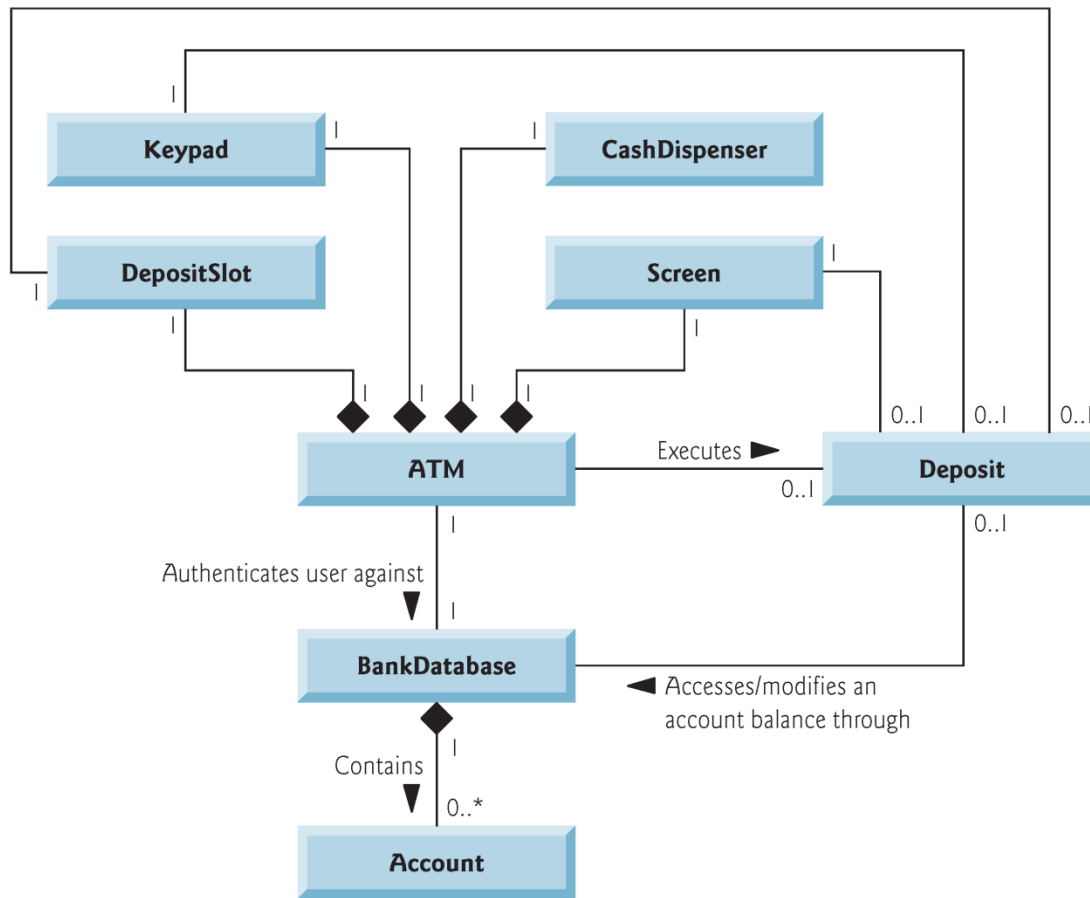 1
Keypad
1
1
CashDispenser
DepositSlot
1
1
Screen
1
1
1
1
1
1
0..1
0..1
0..1
ATM
Executes
0..1
Deposit
1
0..1
Authenticates user against
1
BankDatabase
Accesses/modifies an
account balance through
1
Contains
0..*
Account